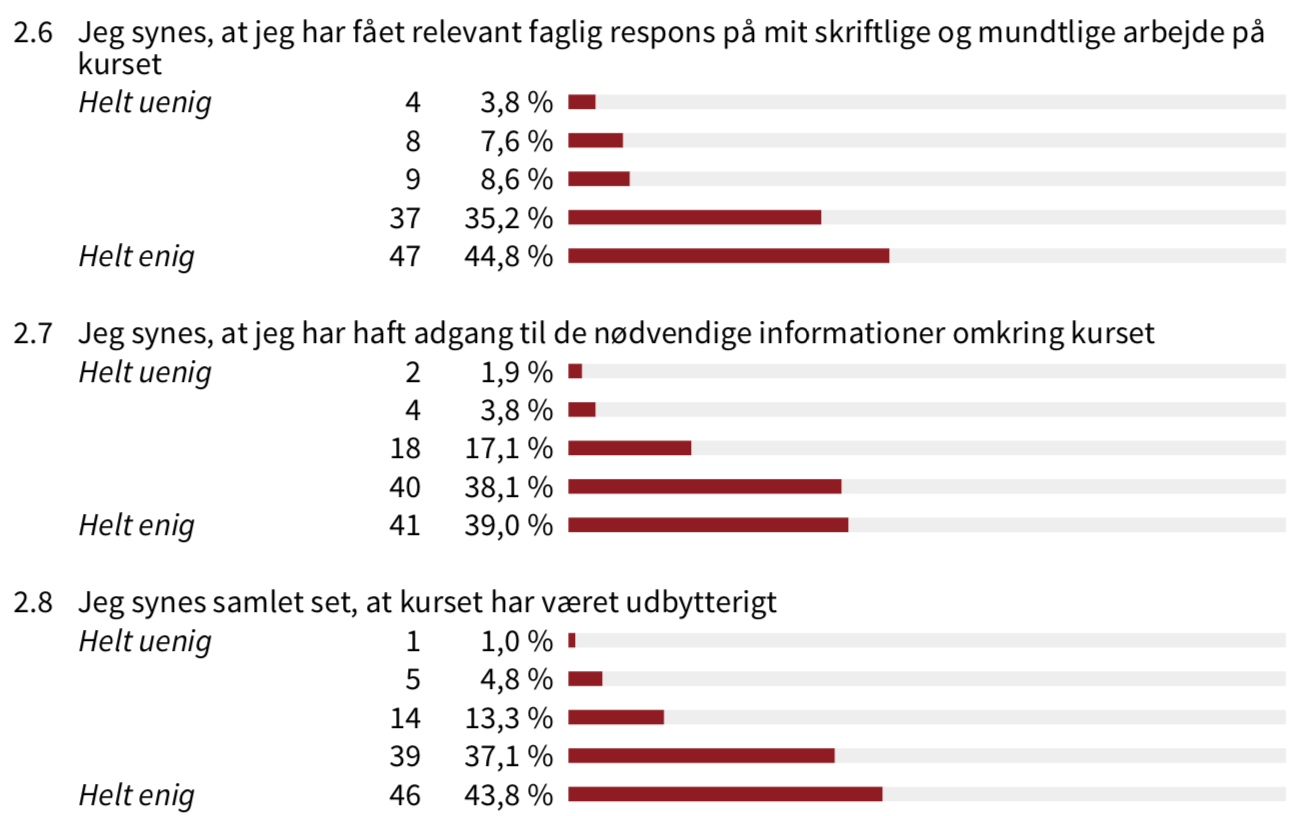 2.6 Jeg synes, at jeg har fået relevant faglig respons på mit skriftlige og mundtlige arbejde på
kurset
Helt uenig 4 3,8 %
8 7,6 %
9 8,6 %
37 35,2 %
Helt enig 47 44,8 %
2.7 Jeg synes, at jeg har haft adgang til de nødvendige informationer omkring kurset
Helt uenig 2 1,9 %
4 3,8 %
18 17,1 %
40 38,1 %
Helt enig 41 39,0 %
2.8 Jeg synes samlet set, at kurset har været udbytterigt
Helt uenig 1 1,0 %
5 4,8 %
14 13,3 %
39 37,1 %
Helt enig 46 43,8 %